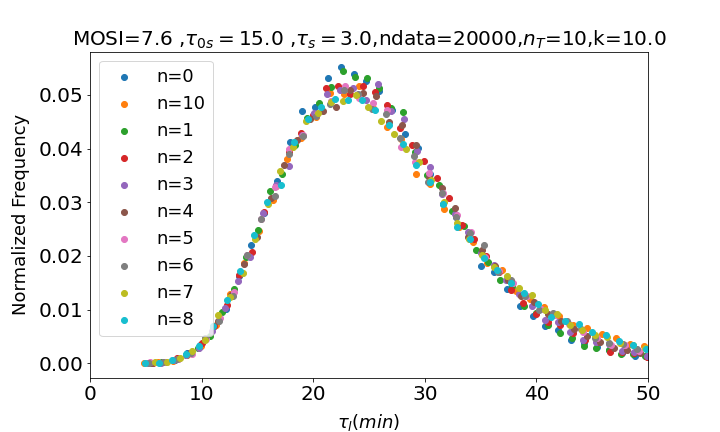 MOSI=7.6 ,τ0s = 15.0 ,τs = 3.0,ndata=20000,nT=10,k=10.0
n=0
n=10
n=1
n=2
n=3
n=4
n=5
n=6
n=7
n=8
Normalized Frequency
0.05
0.04
0.03
0.02
0.01
0.00
0 10 20 30 40 50
τl(min)